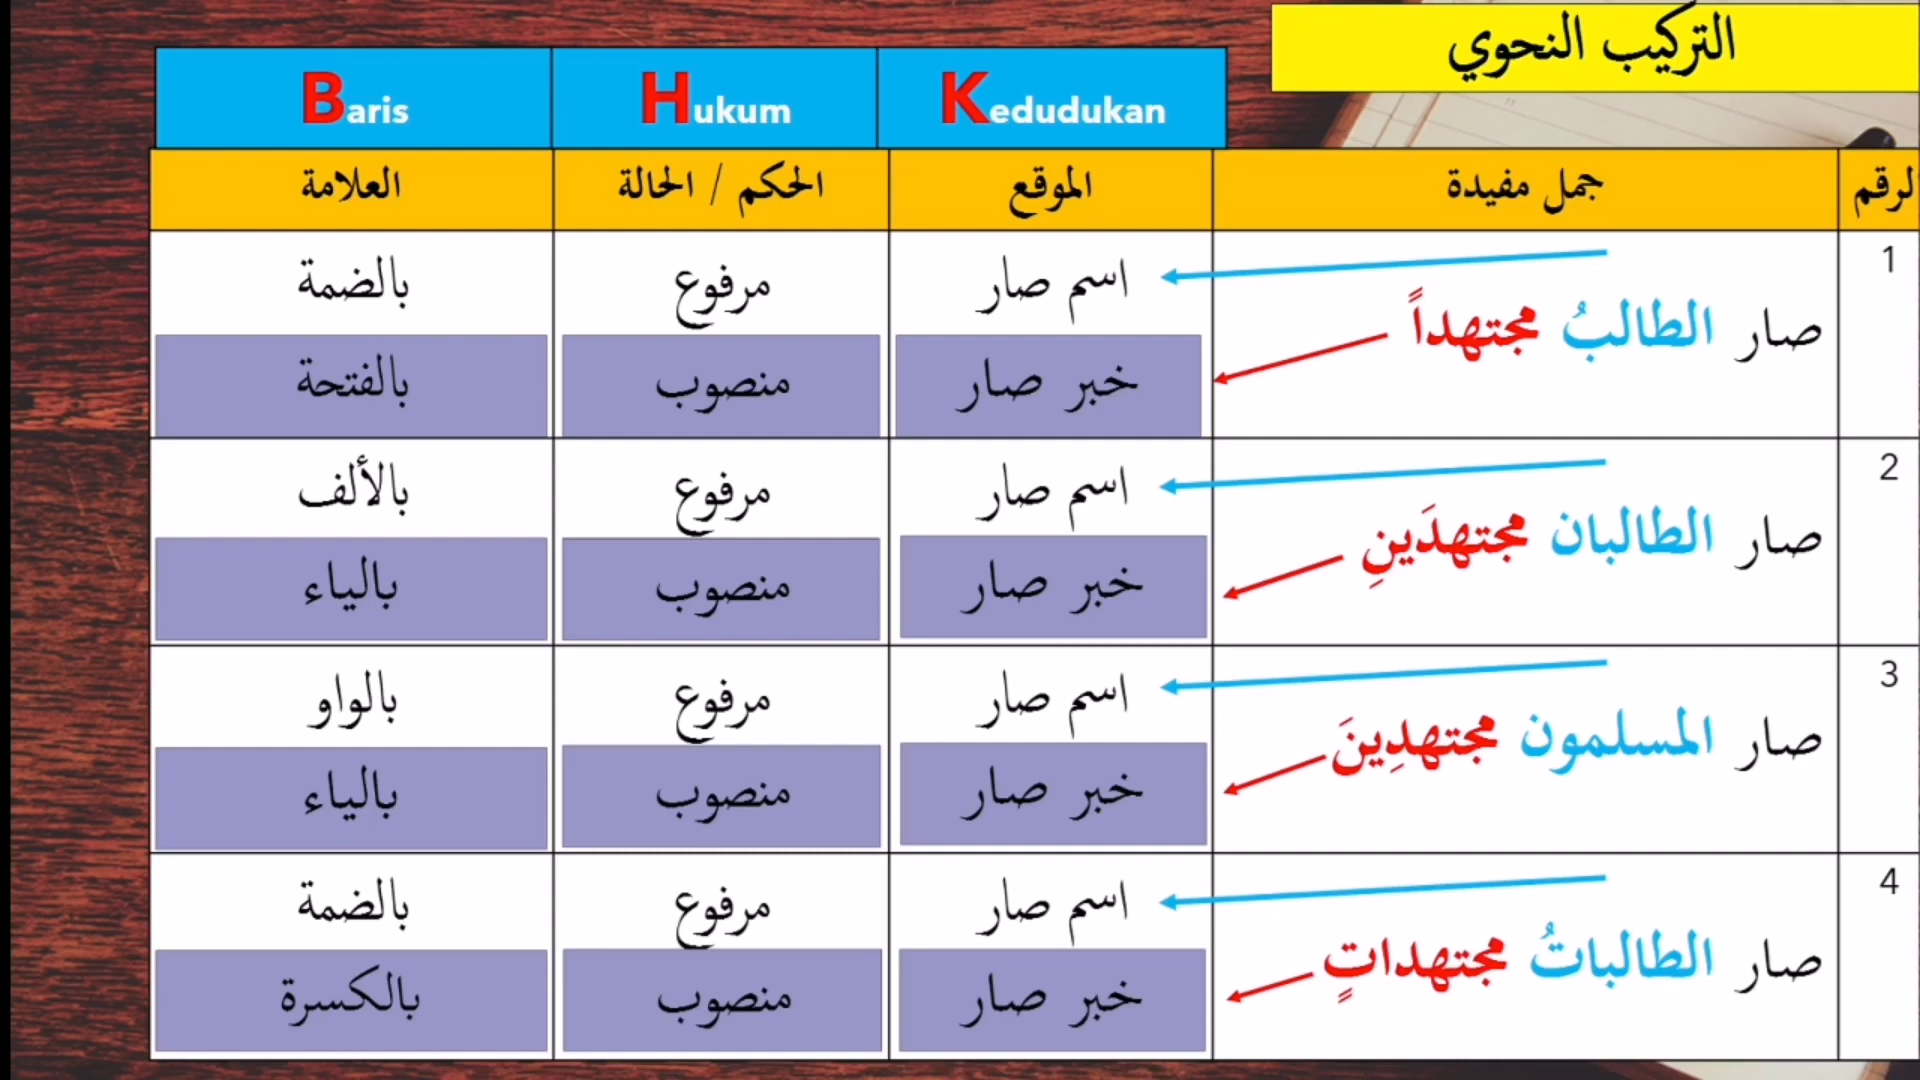 التركيب النحوي
Kedudukan Hukum Baris
الرقم جمل مفيدة الموقع الحكم / الحالة العلامة
1 صار الطالبُ مجتهداً اسم صار مرفوع بالضمة
خبر صار منصوب بالفتحة
2 صار الطالبان مجتهدَينِ اسم صار مرفوع بالألف
خبر صار منصوب بالياء
3 صار المسلمون مجتهدِينَ اسم صار مرفوع بالواو
خبر صار منصوب بالياء
4 صار الطالباتُ مجتهداتٍ اسم صار مرفوع بالضمة
خبر صار منصوب بالكسرة